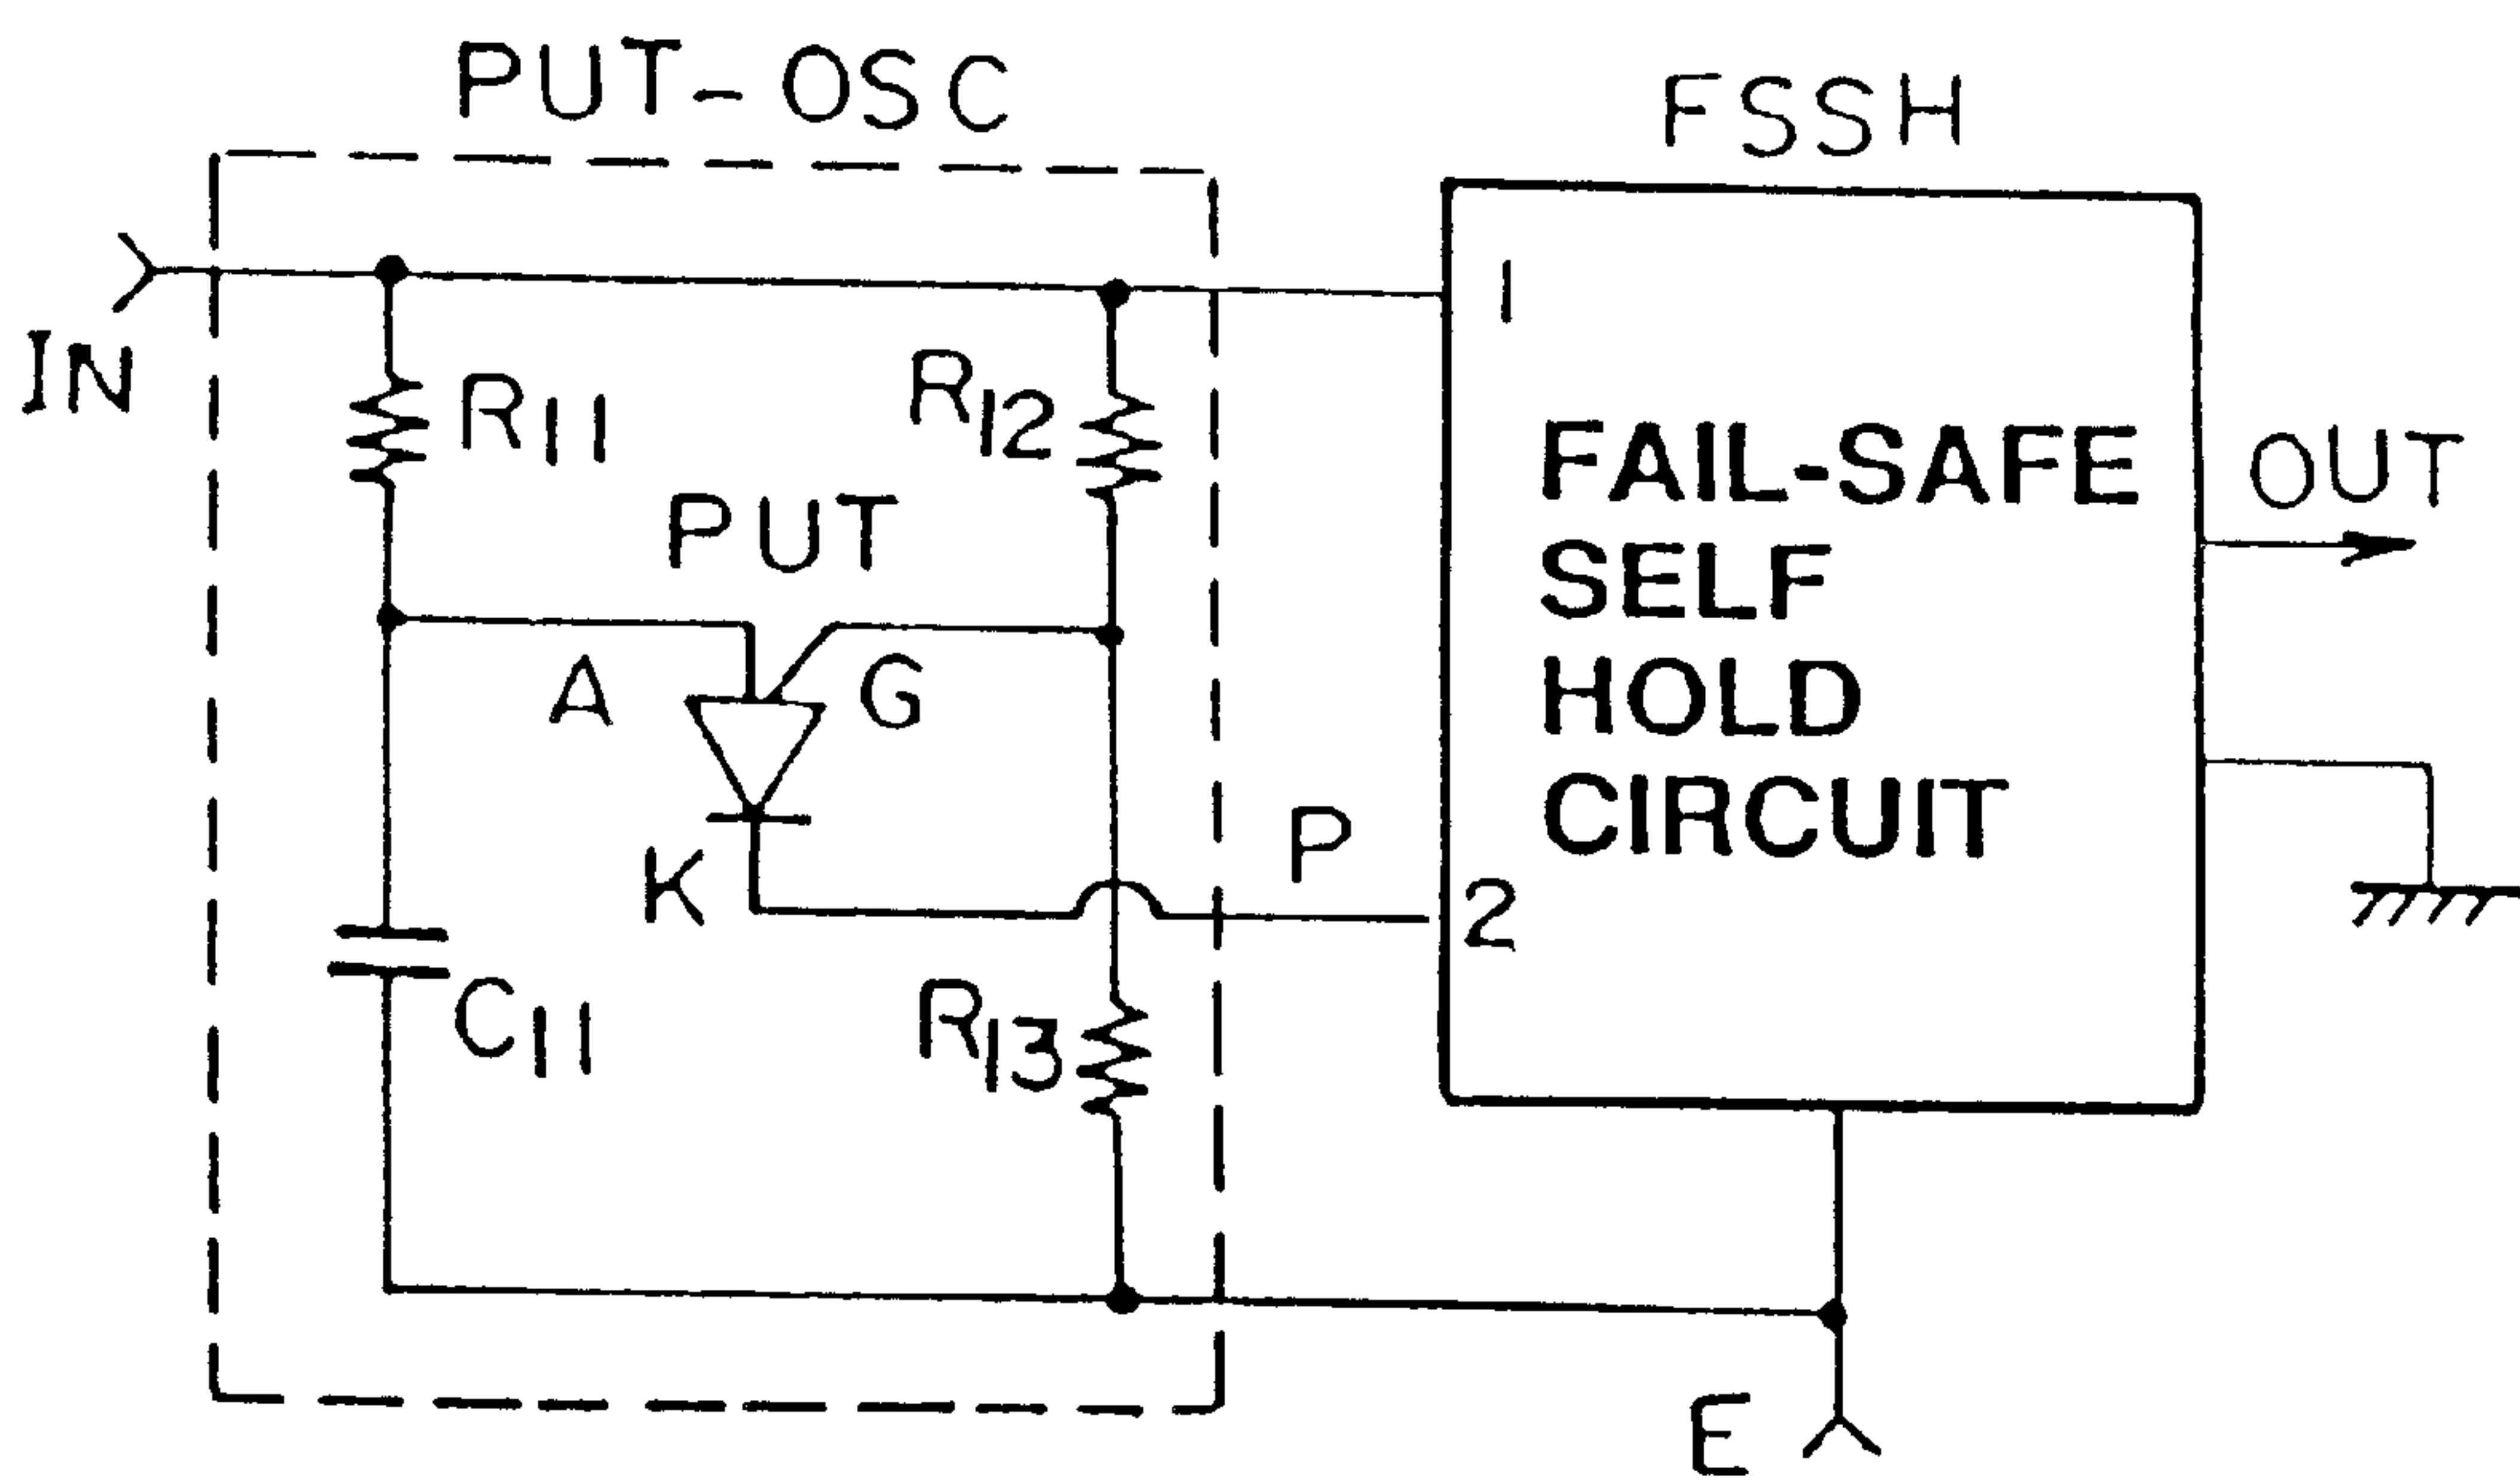 PUT-OSC
FSSH
IN
R11
R12
PUT
A
G
K
C11
R13
P
1
2
FAIL-SAFE
SELF
HOLD
CIRCUIT
OUT
E